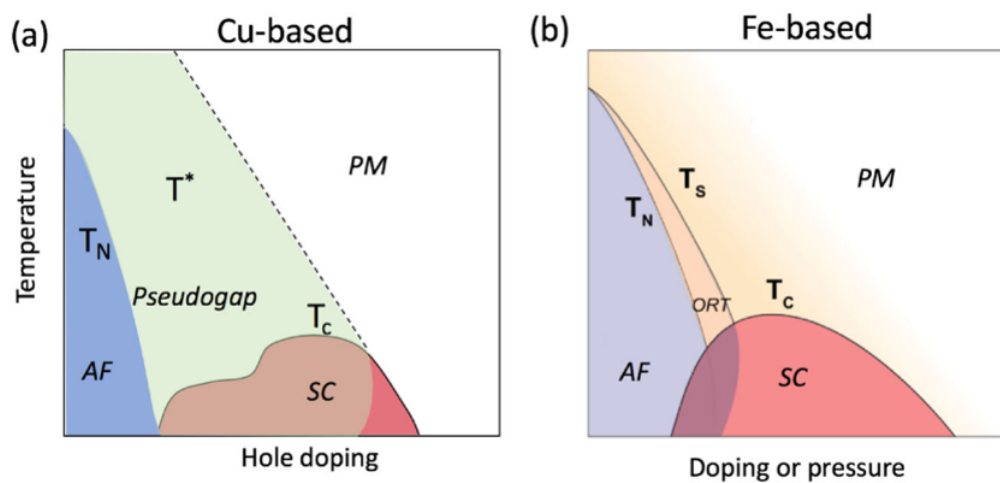 (a)
Cu-based
Temperature
T*
PM
TN
Pseudogap
Tc
AF
SC
Hole doping
(b)
Fe-based
TS
PM
TN
ORT
Tc
AF
SC
Doping or pressure